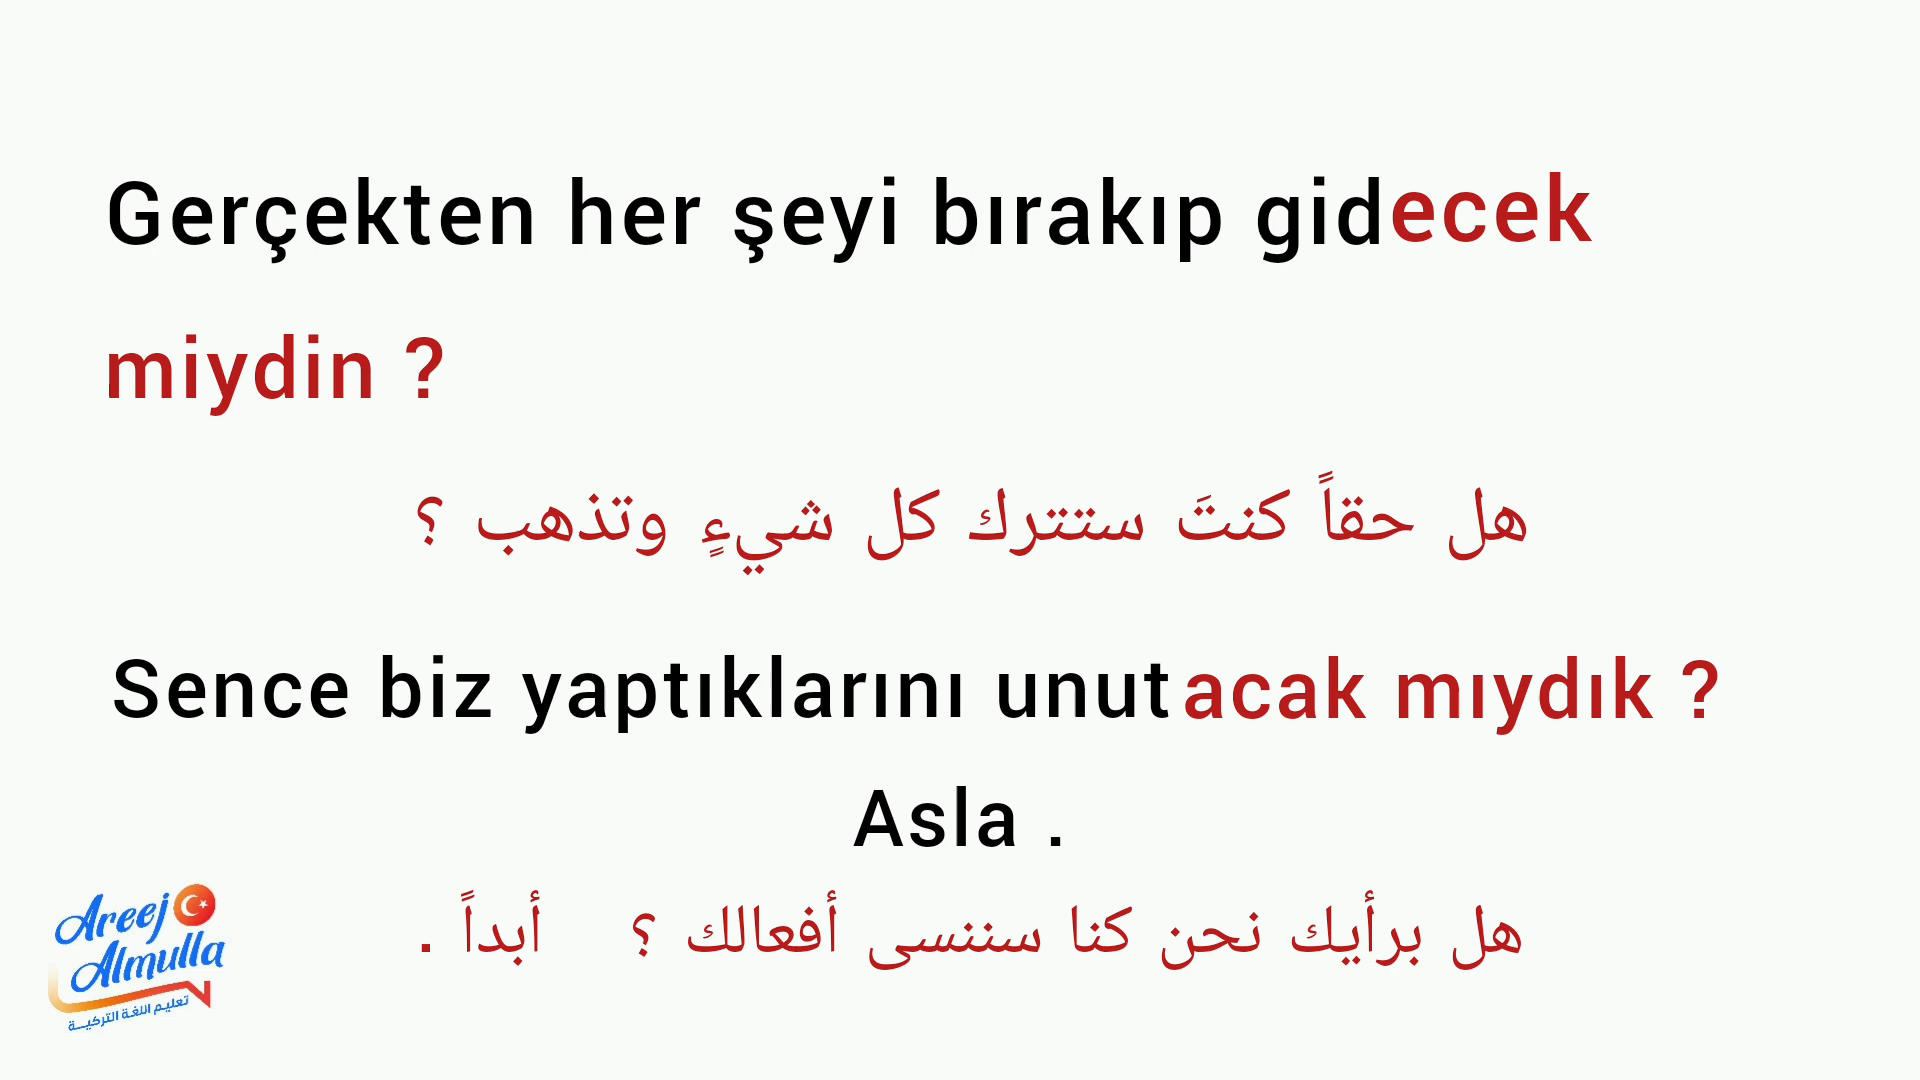 Gerçekten her şeyi bırakıp gidecek
miydin ?
هل حقاً كنتَ ستترك كل شيءٍ وتذهب ؟
Sence biz yaptıklarını unutacak mıydık ?
Asla .
هل برأيك نحن كنا سننسى أفعالك ؟ أبداً .
Areej
Almulla
تعليم اللغة التركية